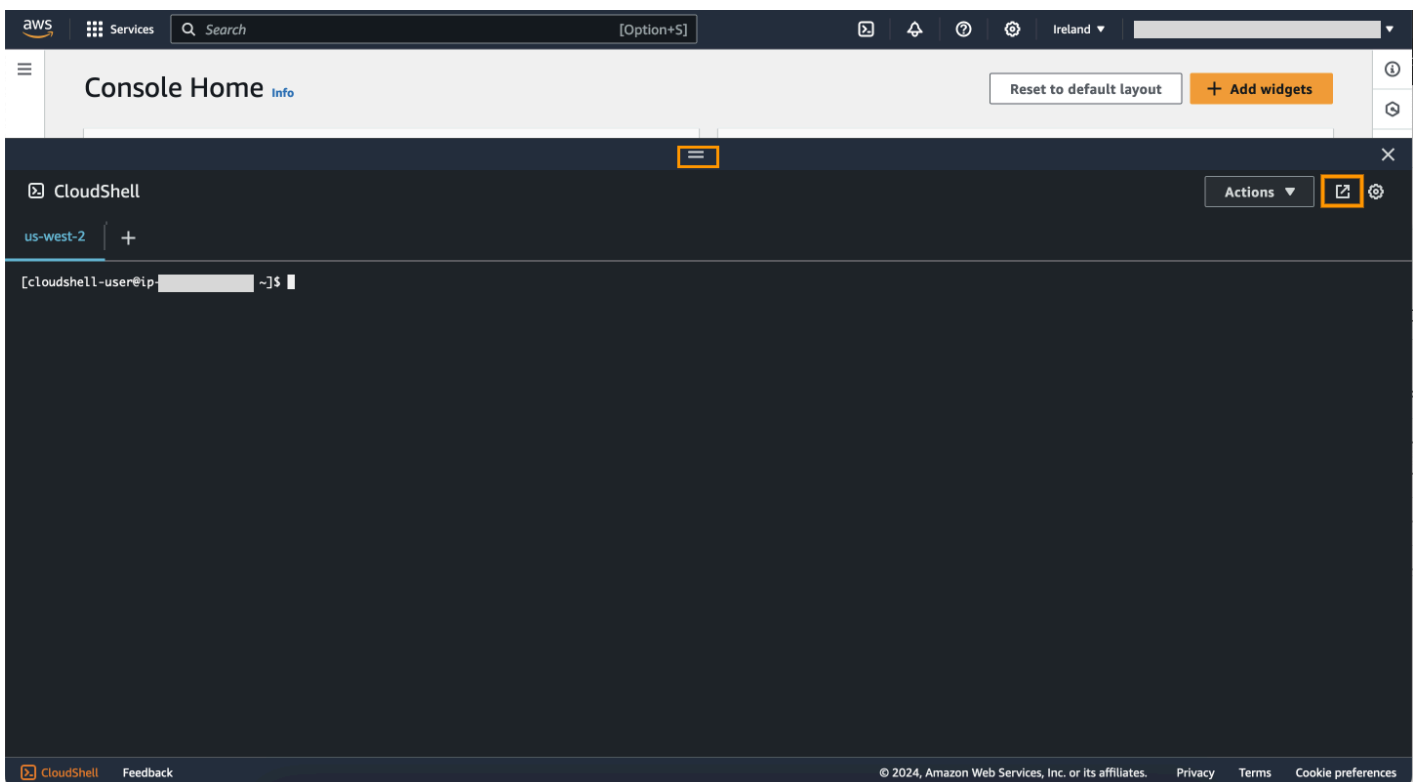 aws Services Search [Option+S] Ireland ▼ ▼
Console Home Info Reset to default layout + Add widgets
CloudShell Actions ▼
us-west-2 +
[cloudshell-user@ip- ~]$
CloudShell Feedback © 2024, Amazon Web Services, Inc. or its affiliates. Privacy Terms Cookie preferences